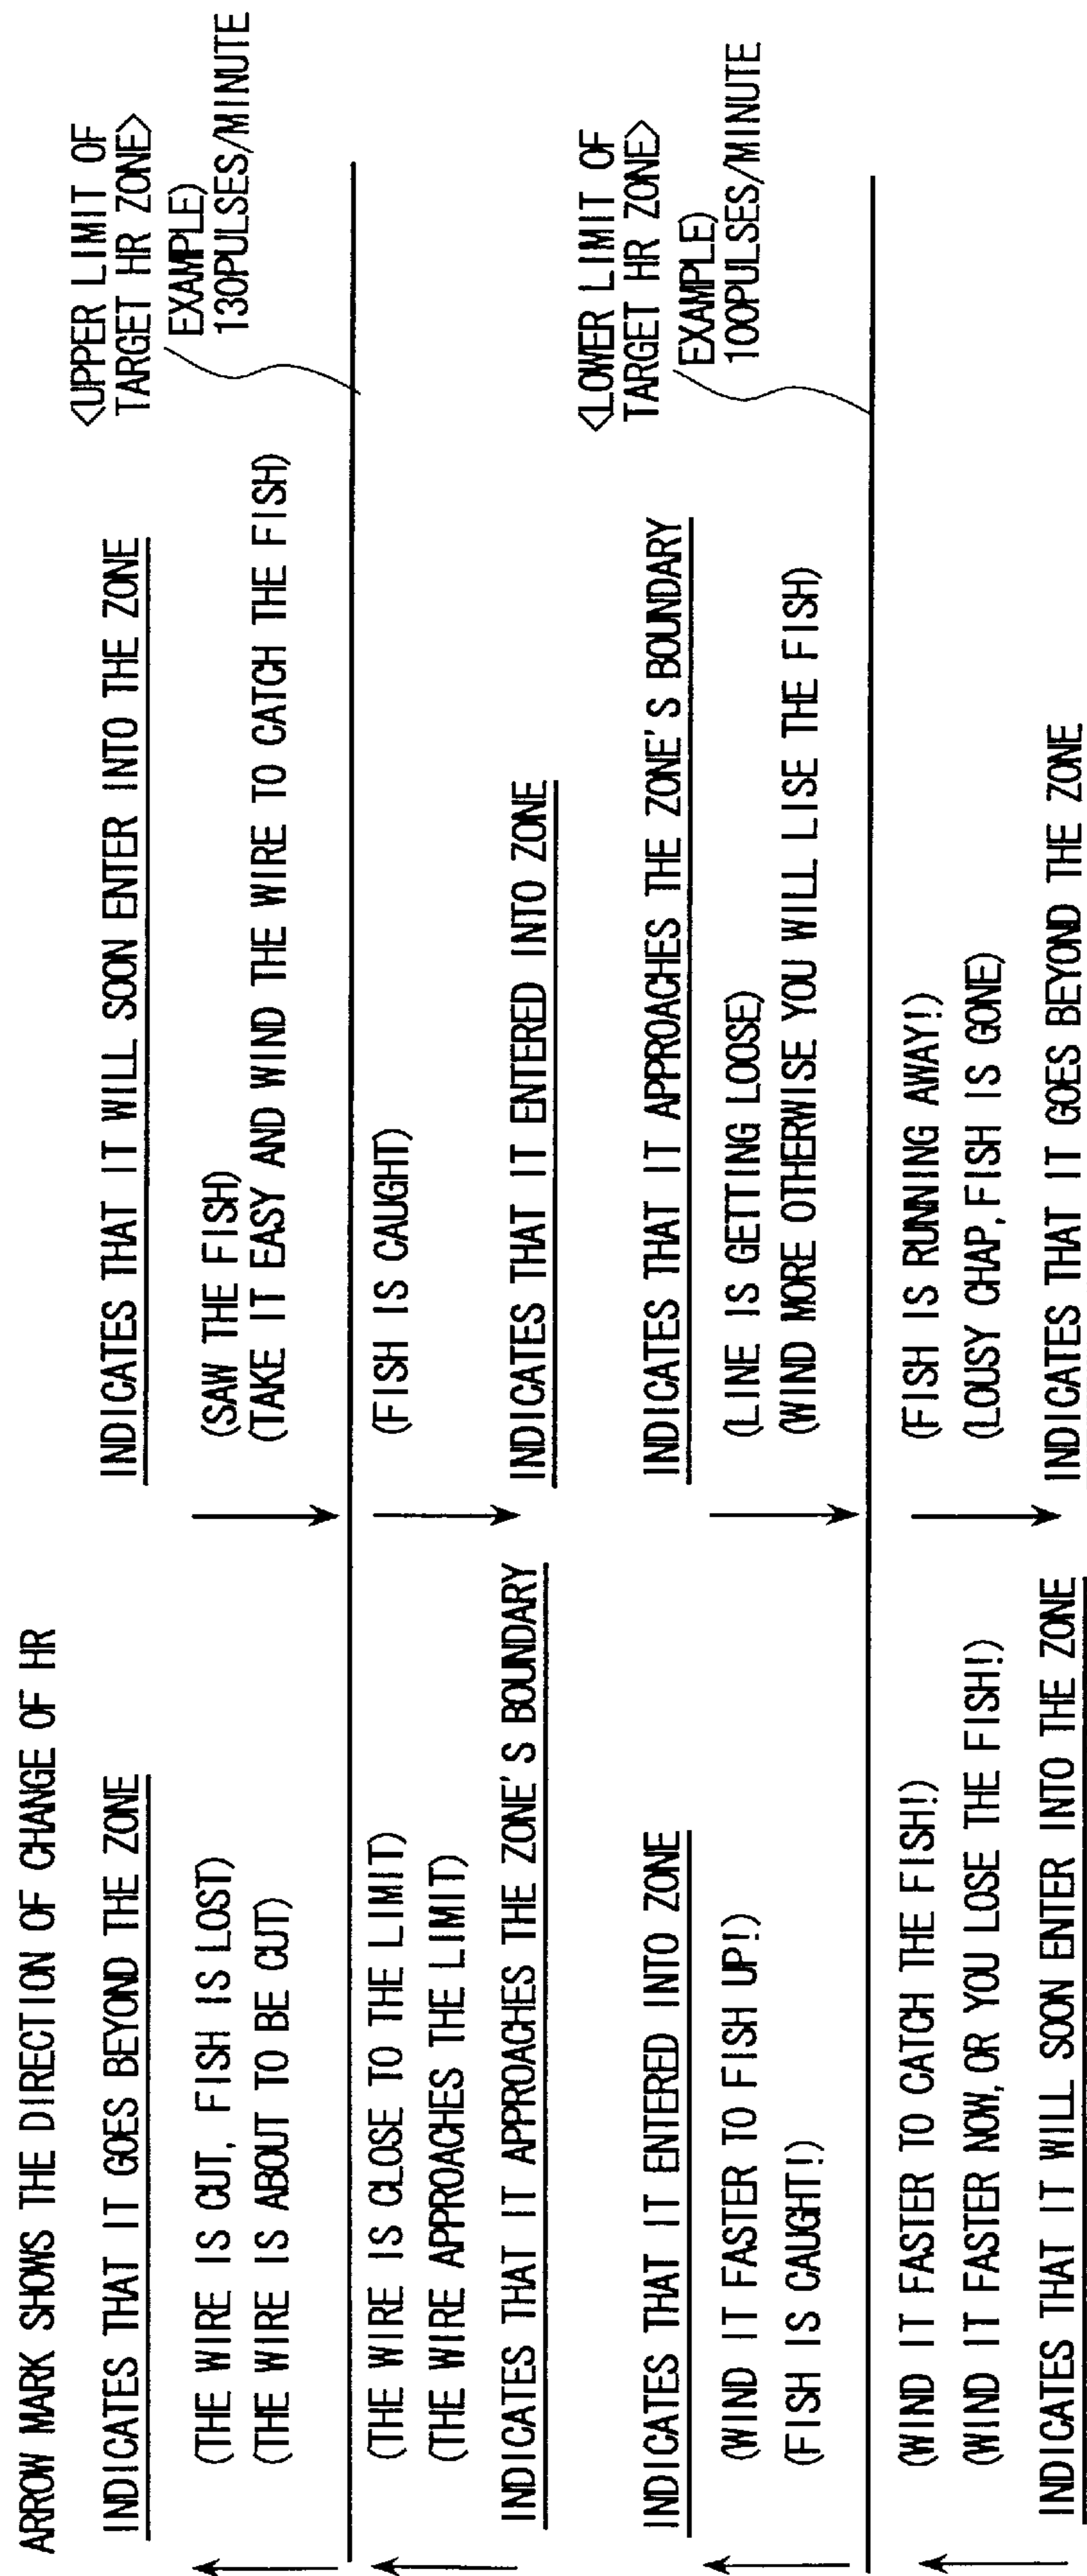 ARROW MARK SHOWS THE DIRECTION OF CHANGE OF HR
INDICATES THAT IT GOES BEYOND THE ZONE
(THE WIRE IS CUT, FISH IS LOST)
(THE WIRE IS ABOUT TO BE CUT)
(THE WIRE IS CLOSE TO THE LIMIT)
(THE WIRE APPROACHES THE LIMIT)
INDICATES THAT IT APPROACHES THE ZONE'S BOUNDARY
INDICATES THAT IT ENTERED INTO ZONE
(WIND IT FASTER TO FISH UP!)
(FISH IS CAUGHT!)
(WIND IT FASTER TO CATCH THE FISH!)
(WIND IT FASTER NOW, OR YOU LOSE THE FISH!)
INDICATES THAT IT WILL SOON ENTER INTO THE ZONE
INDICATES THAT IT WILL SOON ENTER INTO THE ZONE
(SAW THE FISH)
(TAKE IT EASY AND WIND THE WIRE TO CATCH THE FISH)
(FISH IS CAUGHT)
INDICATES THAT IT ENTERED INTO ZONE
INDICATES THAT IT APPROACHES THE ZONE'S BOUNDARY
(LINE IS GETTING LOOSE)
(WIND MORE OTHERWISE YOU WILL LISE THE FISH)
(FISH IS RUNNING AWAY!)
(LOUSY CHAP, FISH IS GONE)
INDICATES THAT IT GOES BEYOND THE ZONE
<UPPER LIMIT OF
TARGET HR ZONE>
EXAMPLE)
130PULSES/MINUTE
<LOWER LIMIT OF
TARGET HR ZONE>
EXAMPLE)
100PULSES/MINUTE